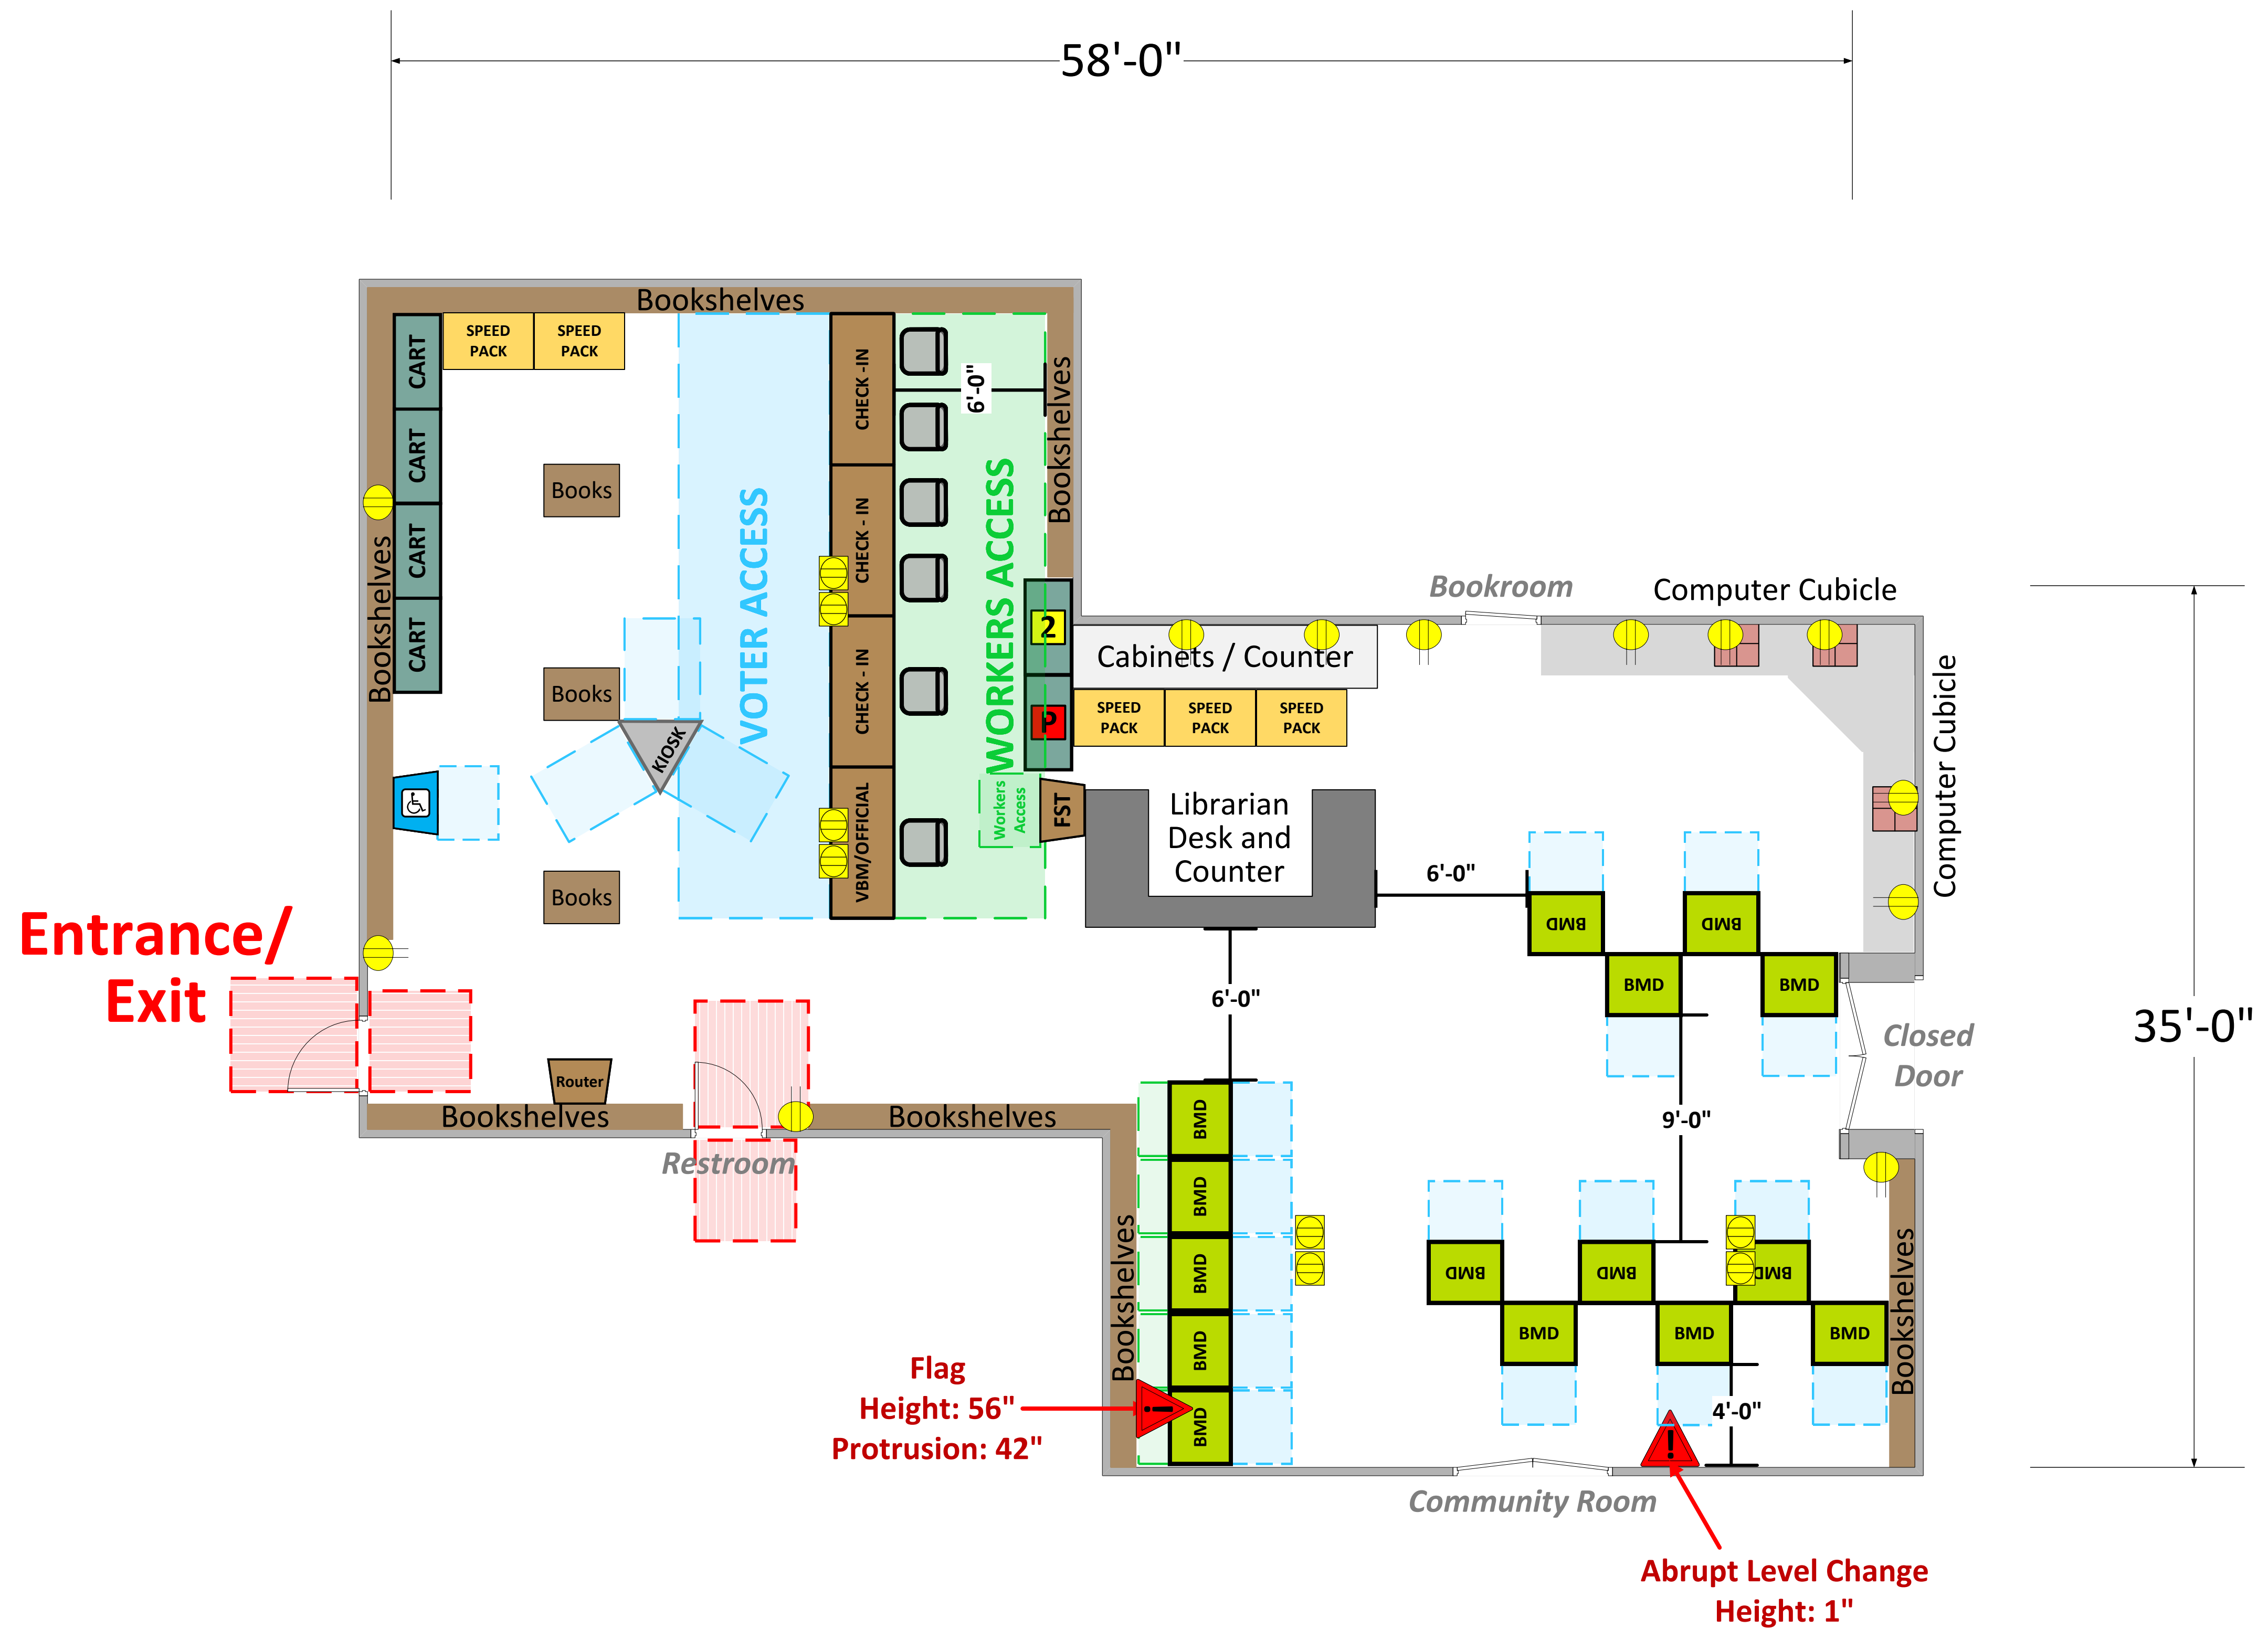 58'-0"
Bookshelves
SPEED
PACK
SPEED
PACK
CART
CART
CART
CART
Bookshelves
Books
Books
Books
KIOSK
VOTER ACCESS
CHECK -IN
CHECK - IN
CHECK - IN
VBM/OFFICIAL
6'-0"
WORKERS ACCESS
Bookshelves
2
P
Workers
Access
FST
Cabinets / Counter
SPEED
PACK
SPEED
PACK
SPEED
PACK
Librarian
Desk and
Counter
Bookroom
Computer Cubicle
Computer Cubicle
6'-0"
BMD
BMD
BMD
BMD
Closed
Door
35'-0"
Entrance/
Exit
Router
Bookshelves
Restroom
Bookshelves
6'-0"
9'-0"
Bookshelves
BMD
BMD
BMD
BMD
BMD
BMD
BMD
BMD
BMD
BMD
BMD
Bookshelves
4'-0"
Flag
Height: 56"
Protrusion: 42"
!
!
Community Room
Abrupt Level Change
Height: 1"